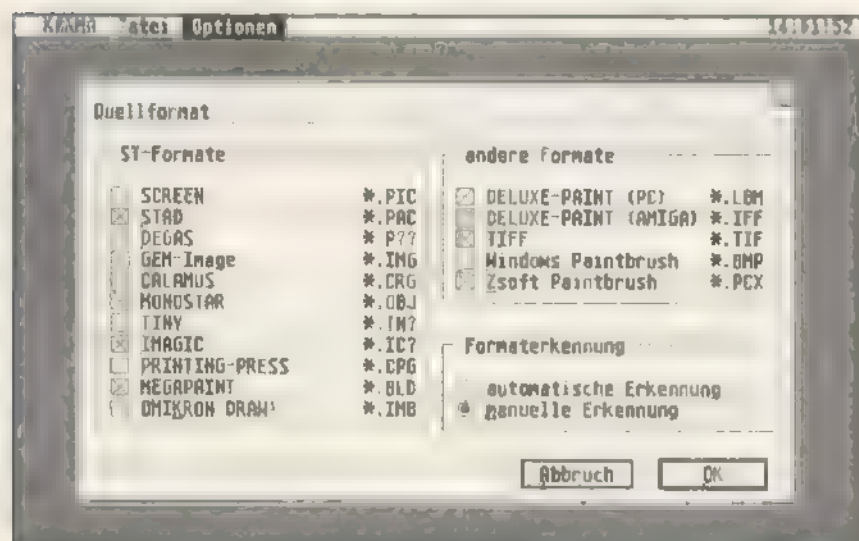 Optionen
Quellformat
ST-Formate
SCREEN *.PIC
STAD *.PAC
DEGAS *.P??
GEM-Image *.IMG
CALAMUS *.CRG
MONOSTAR *.OBJ
TINY *.TN?
IMAGIC *.IC?
PRINTING-PRESS *.CPG
MEGAPAINT *.BLD
OMIKRON DRAW! *.IMB
andere Formate
DELUXE-PAINT (PC) *.LBM
DELUXE-PAINT (AMIGA) *.IFF
TIFF *.TIF
Windows Paintbrush *.BMP
Zsoft Paintbrush *.PCX
Formaterkennung
automatische Erkennung
manuelle Erkennung
Abbruch OK